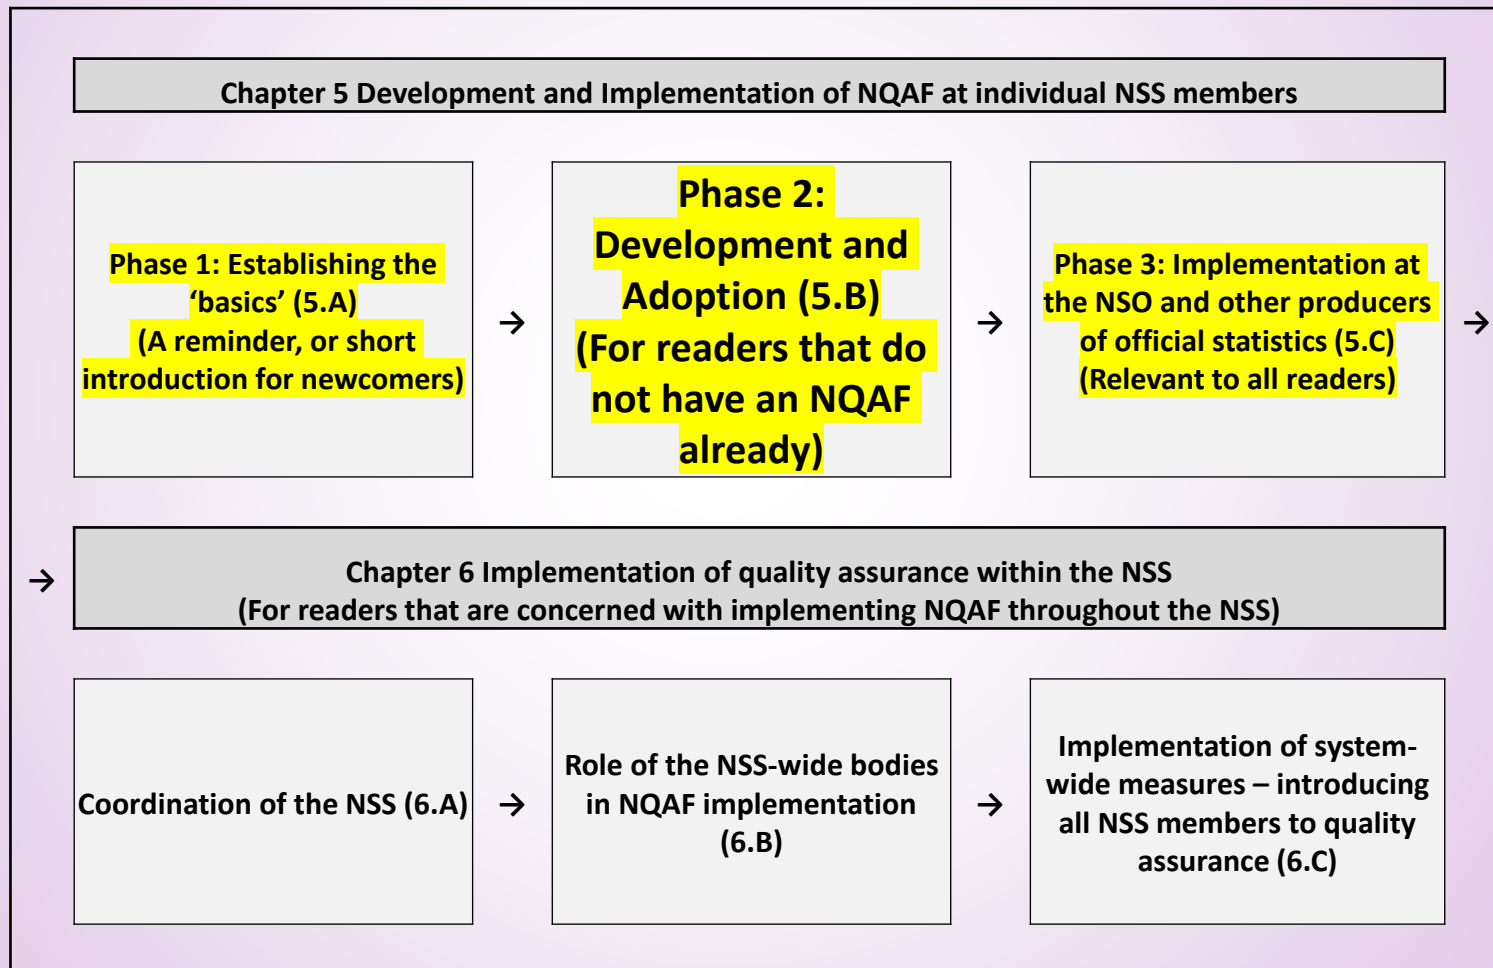 Chapter 5 Development and Implementation of NQAF at individual NSS members
Phase 1: Establishing the
‘basics’ (5.A)
(A reminder, or short
introduction for newcomers)
→
Phase 2:
Development and
Adoption (5.B)
(For readers that do
not have an NQAF
already)
→
Phase 3: Implementation at
the NSO and other producers
of official statistics (5.C)
(Relevant to all readers)
→
→
Chapter 6 Implementation of quality assurance within the NSS
(For readers that are concerned with implementing NQAF throughout the NSS)
Coordination of the NSS (6.A)
→
Role of the NSS-wide bodies
in NQAF implementation
(6.B)
→
Implementation of system-
wide measures – introducing
all NSS members to quality
assurance (6.C)